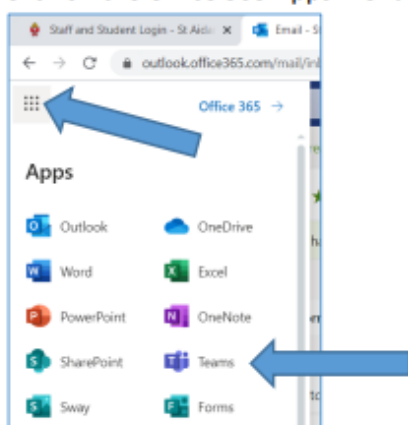 Staff and Student Login - St Aida
Email - S
outlook.office365.com/mail/in
Office 365 →
Apps
Outlook
OneDrive
Word
Excel
PowerPoint
OneNote
SharePoint
Teams
Sway
Forms